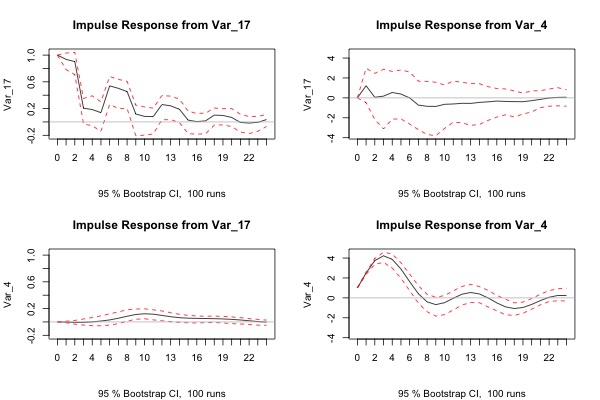 Impulse Response from Var_17
Var_17
-0.2 0.2 0.6 1.0
0 2 4 6 8 10 13 16 19 22
95 % Bootstrap CI, 100 runs
Impulse Response from Var_4
Var_17
-4 -2 0 2 4
0 2 4 6 8 10 13 16 19 22
95 % Bootstrap CI, 100 runs
Impulse Response from Var_17
Var_4
-0.2 0.2 0.6 1.0
0 2 4 6 8 10 13 16 19 22
95 % Bootstrap CI, 100 runs
Impulse Response from Var_4
Var_4
-4 -2 0 2 4
0 2 4 6 8 10 13 16 19 22
95 % Bootstrap CI, 100 runs